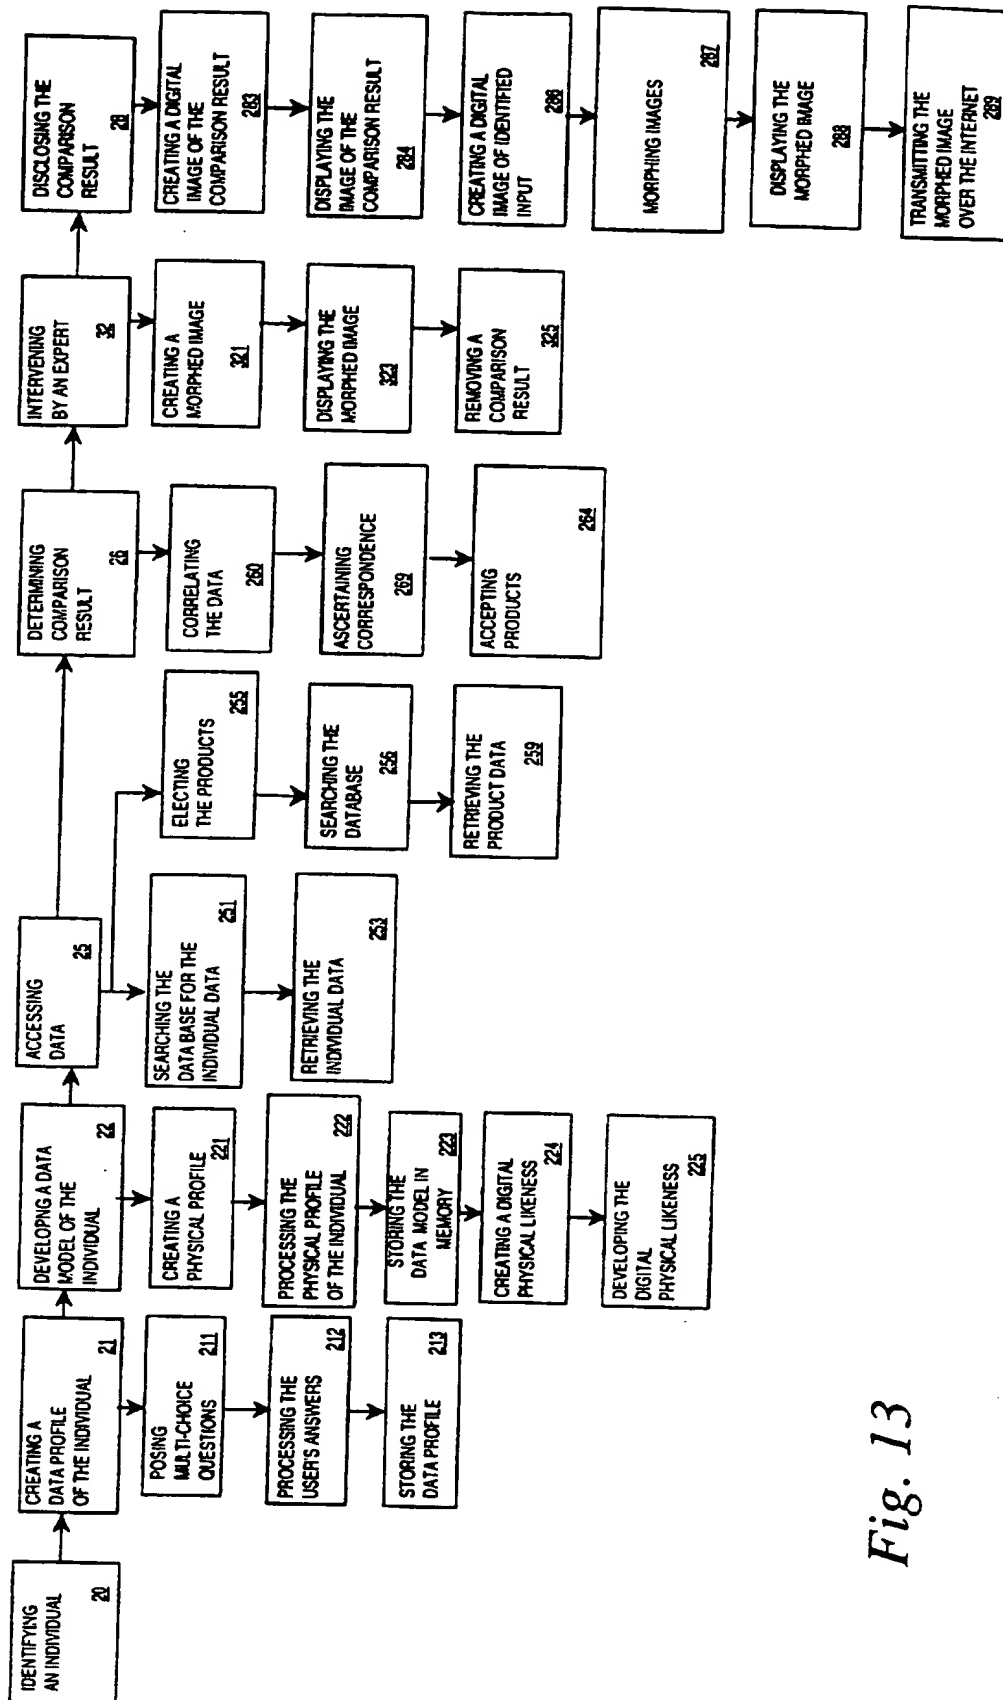 IDENTIFYING
AN INDIVIDUAL
20
CREATING A
DATA PROFILE
OF THE INDIVIDUAL
21
POSING
MULTI-CHOICE
QUESTIONS
211
PROCESSING THE
USER'S ANSWERS
212
STORING THE
DATA PROFILE
213
DEVELOPNG A DATA
MODEL OF THE
INDIVIDUAL
22
CREATING A
PHYSICAL PROFILE
221
PROCESSING THE
PHYSICAL PROFILE
OF THE INDIVIDUAL
222
STORING THE
DATA MODEL IN
MEMORY
223
CREATING A DIGITAL
PHYSICAL LIKENESS
224
DEVELOPING THE
DIGITAL
PHYSICAL LIKENESS
225
ACCESSING
DATA
25
SEARCHING THE
DATA BASE FOR THE
INDIVIDUAL DATA
251
RETRIEVING THE
INDIVIDUAL DATA
253
ELECTING
THE PRODUCTS
255
SEARCHING THE
DATABASE
256
RETRIEVING THE
PRODUCT DATA
259
DETERMINING
COMPARISON
RESULT
26
CORRELATING
THE DATA
260
ASCERTAINING
CORRESPONDENCE
269
ACCEPTING
PRODUCTS
264
INTERVENING
BY AN EXPERT
32
CREATING A
MORPHED IMAGE
321
DISPLAYING THE
MORPHED IMAGE
323
REMOVING A
COMPARISON
RESULT
325
DISCLOSING THE
COMPARISON
RESULT
28
CREATING A DIGITAL
IMAGE OF THE
COMPARISON RESULT
283
DISPLAYING THE
IMAGE OF THE
COMPARISON RESULT
284
CREATING A DIGITAL
IMAGE OF IDENTIFIED
INPUT
286
MORPHING IMAGES
287
DISPLAYING THE
MORPHED IMAGE
288
TRANSMITTING THE
MORPHED IMAGE
OVER THE INTERNET
289
Fig. 13